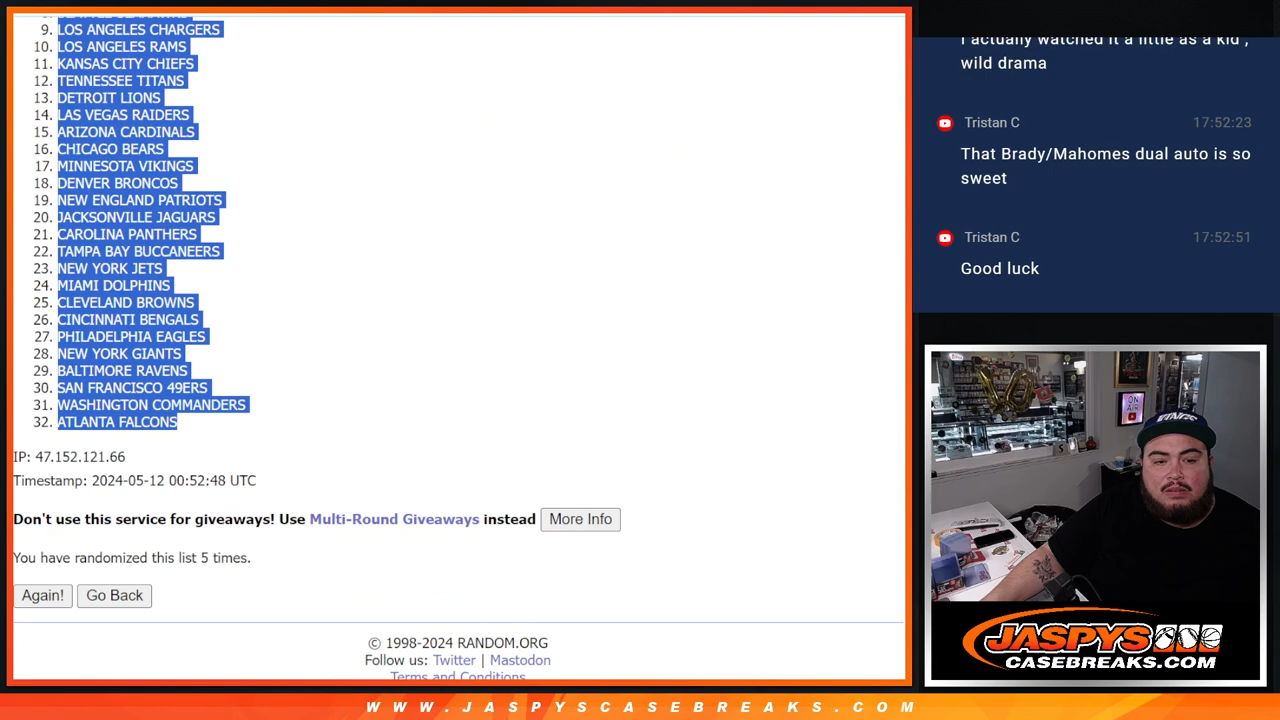 9. LOS ANGELES CHARGERS
10. LOS ANGELES RAMS
11. KANSAS CITY CHIEFS
12. TENNESSEE TITANS
13. DETROIT LIONS
14. LAS VEGAS RAIDERS
15. ARIZONA CARDINALS
16. CHICAGO BEARS
17. MINNESOTA VIKINGS
18. DENVER BRONCOS
19. NEW ENGLAND PATRIOTS
20. JACKSONVILLE JAGUARS
21. CAROLINA PANTHERS
22. TAMPA BAY BUCCANEERS
23. NEW YORK JETS
24. MIAMI DOLPHINS
25. CLEVELAND BROWNS
26. CINCINNATI BENGALS
27. PHILADELPHIA EAGLES
28. NEW YORK GIANTS
29. BALTIMORE RAVENS
30. SAN FRANCISCO 49ERS
31. WASHINGTON COMMANDERS
32. ATLANTA FALCONS
IP: 47.152.121.66
Timestamp: 2024-05-12 00:52:48 UTC
Don't use this service for giveaways! Use Multi-Round Giveaways instead More Info
You have randomized this list 5 times.
Again! Go Back
© 1998-2024 RANDOM.ORG
Follow us: Twitter | Mastodon
Terms and Conditions
I actually watched it a little as a kid ,
wild drama
Tristan C 17:52:23
That Brady/Mahomes dual auto is so
sweet
Tristan C 17:52:51
Good luck
ON
AIR
KINGS
JASPYS
CASEBREAKS.COM
WWW.JASPYSCASEBREAKS.COM